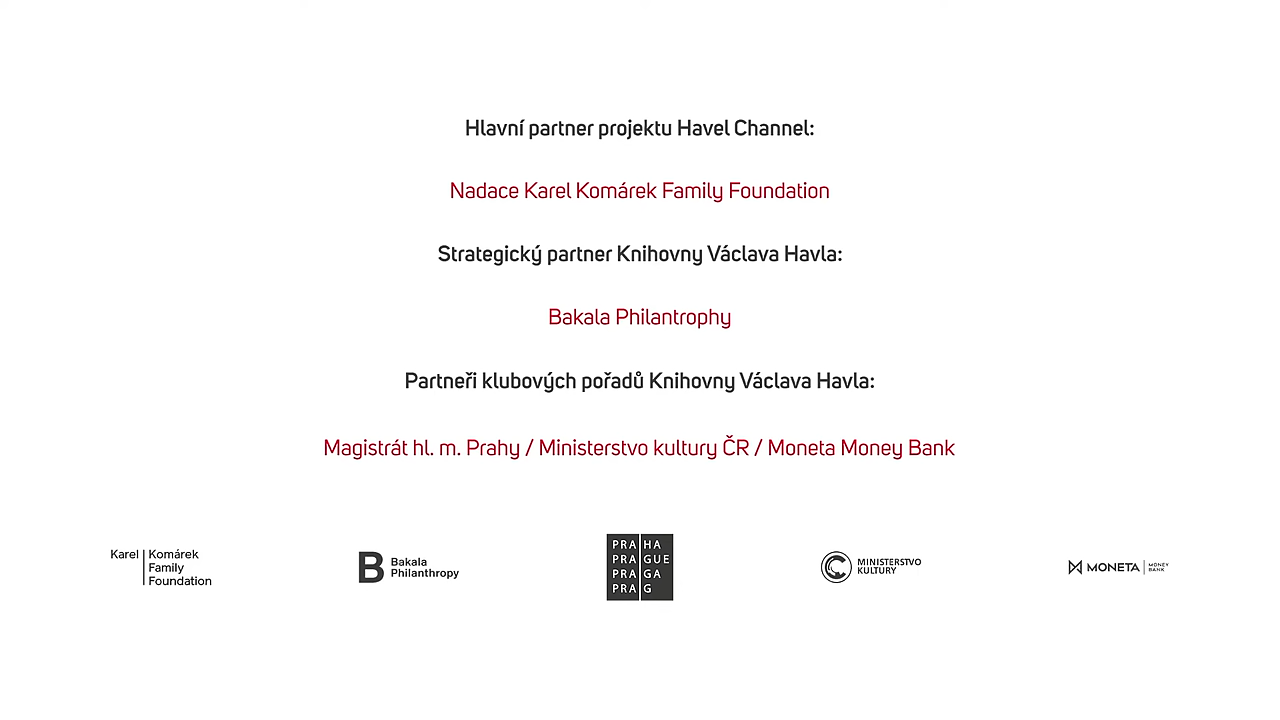 Hlavní partner projektu Havel Channel:
Nadace Karel Komárek Family Foundation
Strategický partner Knihovny Václava Havla:
Bakala Philantrophy
Partneři klubových pořadů Knihovny Václava Havla:
Magistrát hl. m. Prahy / Ministerstvo kultury ČR / Moneta Money Bank
Karel Komárek
Family
Foundation
B Bakala
Philanthropy
PRA HA
PRA GUE
PRA GA
PRA G
MINISTERSTVO
KULTURY
MONETA MONEY
BANK